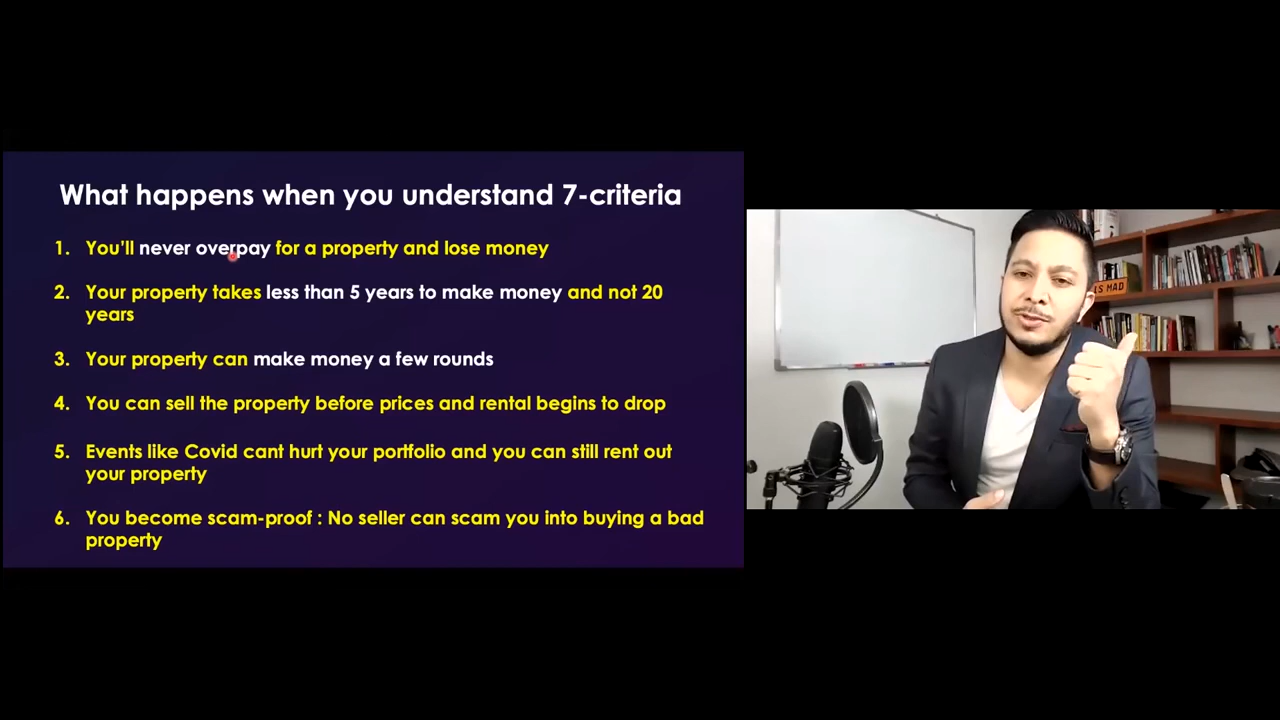 What happens when you understand 7-criteria
1. You'll never overpay for a property and lose money
2. Your property takes less than 5 years to make money and not 20
years
3. Your property can make money a few rounds
4. You can sell the property before prices and rental begins to drop
5. Events like Covid cant hurt your portfolio and you can still rent out
your property
6. You become scam-proof : No seller can scam you into buying a bad
property
IS MAD